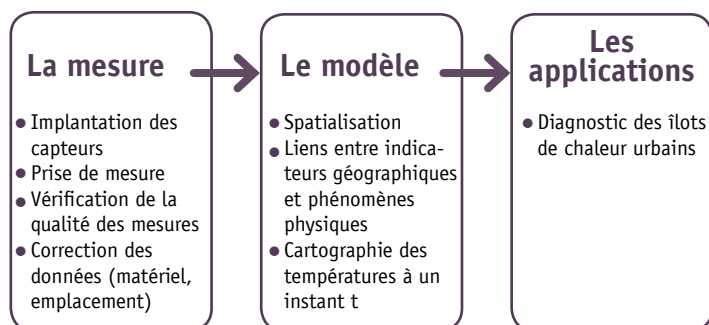 La mesure
• Implantation des
capteurs
• Prise de mesure
• Vérification de la
qualité des mesures
• Correction des
données (matériel,
emplacement)
Le modèle
• Spatialisation
• Liens entre indica-
teurs géographiques
et phénomènes
physiques
• Cartographie des
températures à un
instant t
Les
applications
• Diagnostic des îlots
de chaleur urbains